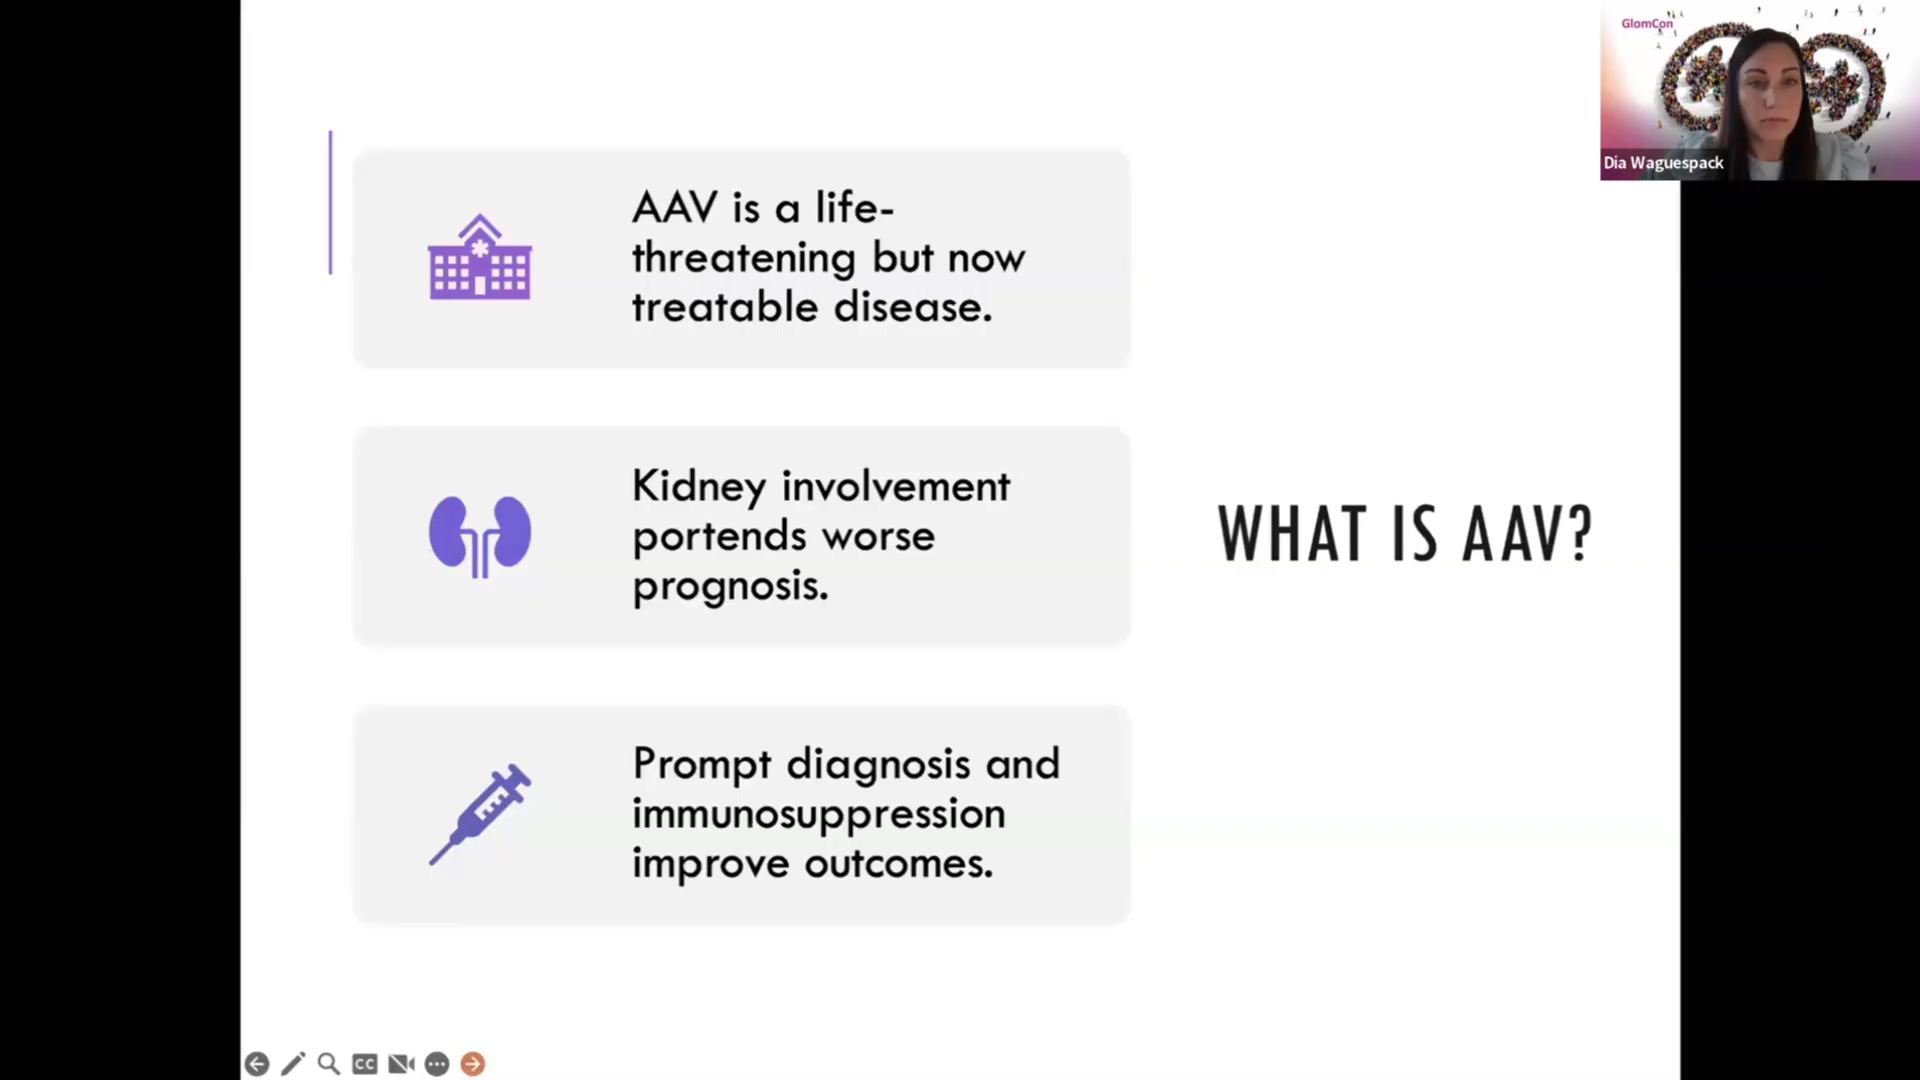 GlomCon
Dia Waguespack
AAV is a life-
threatening but now
treatable disease.
Kidney involvement
portends worse
prognosis.
Prompt diagnosis and
immunosuppression
improve outcomes.
WHAT IS AAV?
CC